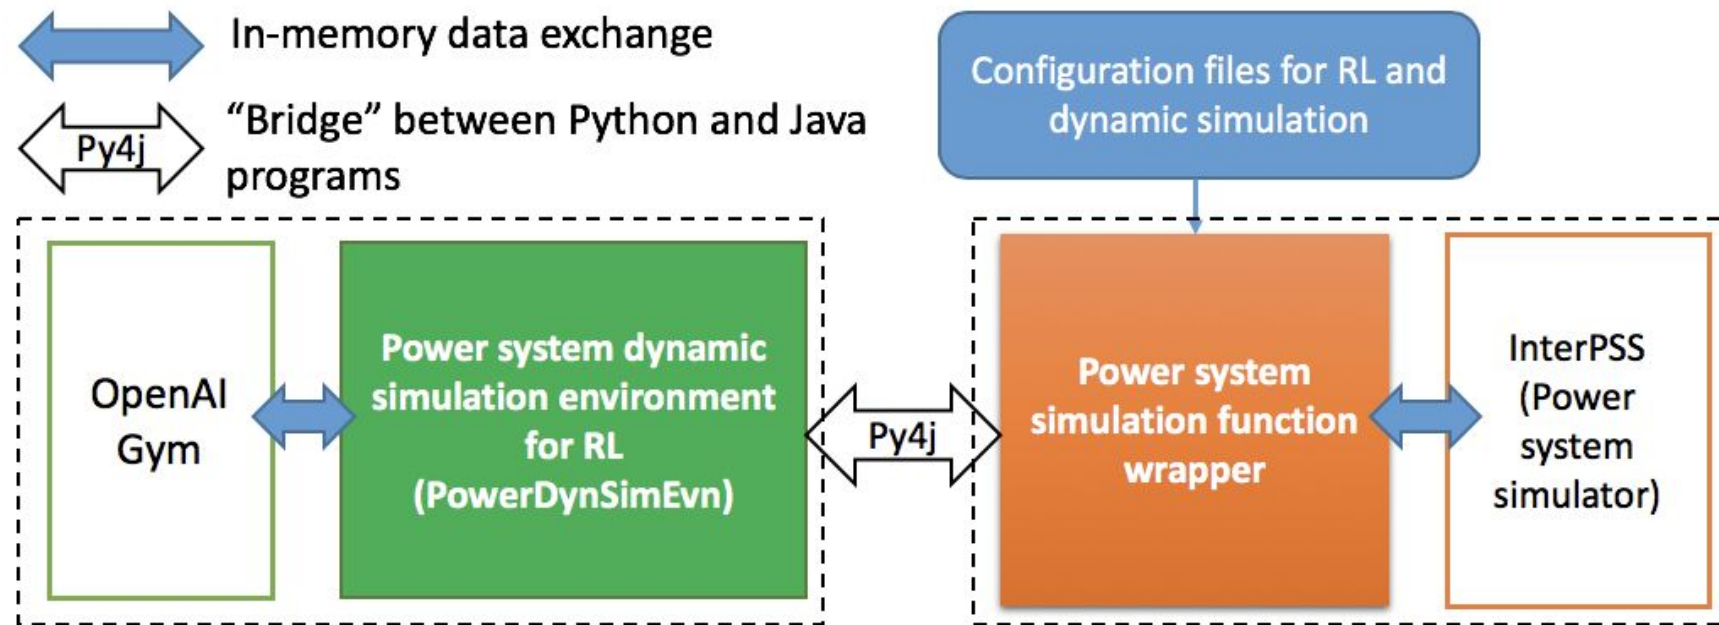 In-memory data exchange
Py4j
“Bridge” between Python and Java
programs
Configuration files for RL and
dynamic simulation
OpenAI
Gym
Power system dynamic
simulation environment
for RL
(PowerDynSimEvn)
Py4j
Power system
simulation function
wrapper
InterPSS
(Power
system
simulator)